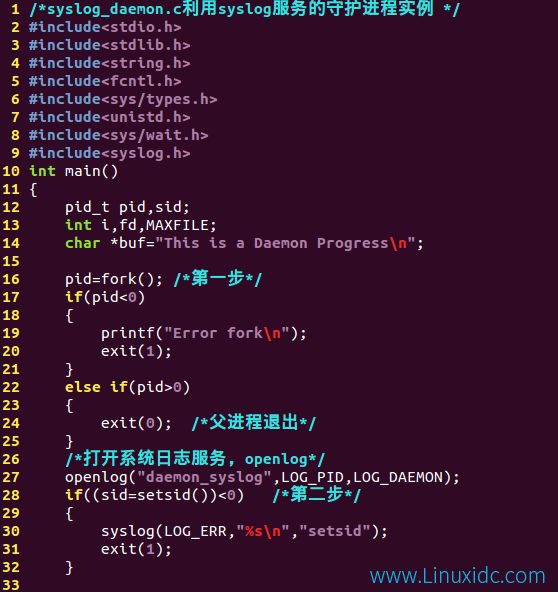 1 /*syslog_daemon.c利用syslog服务的守护进程实例 */
2 #include<stdio.h>
3 #include<stdlib.h>
4 #include<string.h>
5 #include<fcntl.h>
6 #include<sys/types.h>
7 #include<unistd.h>
8 #include<sys/wait.h>
9 #include<syslog.h>
10 int main()
11 {
12     pid_t pid,sid;
13     int i,fd,MAXFILE;
14     char *buf="This is a Daemon Progress\n";
15
16     pid=fork(); /*第一步*/
17     if(pid<0)
18     {
19         printf("Error fork\n");
20         exit(1);
21     }
22     else if(pid>0)
23     {
24         exit(0);  /*父进程退出*/
25     }
26     /*打开系统日志服务，openlog*/
27     openlog("daemon_syslog",LOG_PID,LOG_DAEMON);
28     if((sid=setsid())<0)   /*第二步*/
29     {
30         syslog(LOG_ERR,"%s\n","setsid");
31         exit(1);
32     }
33
www.Linuxidc.com